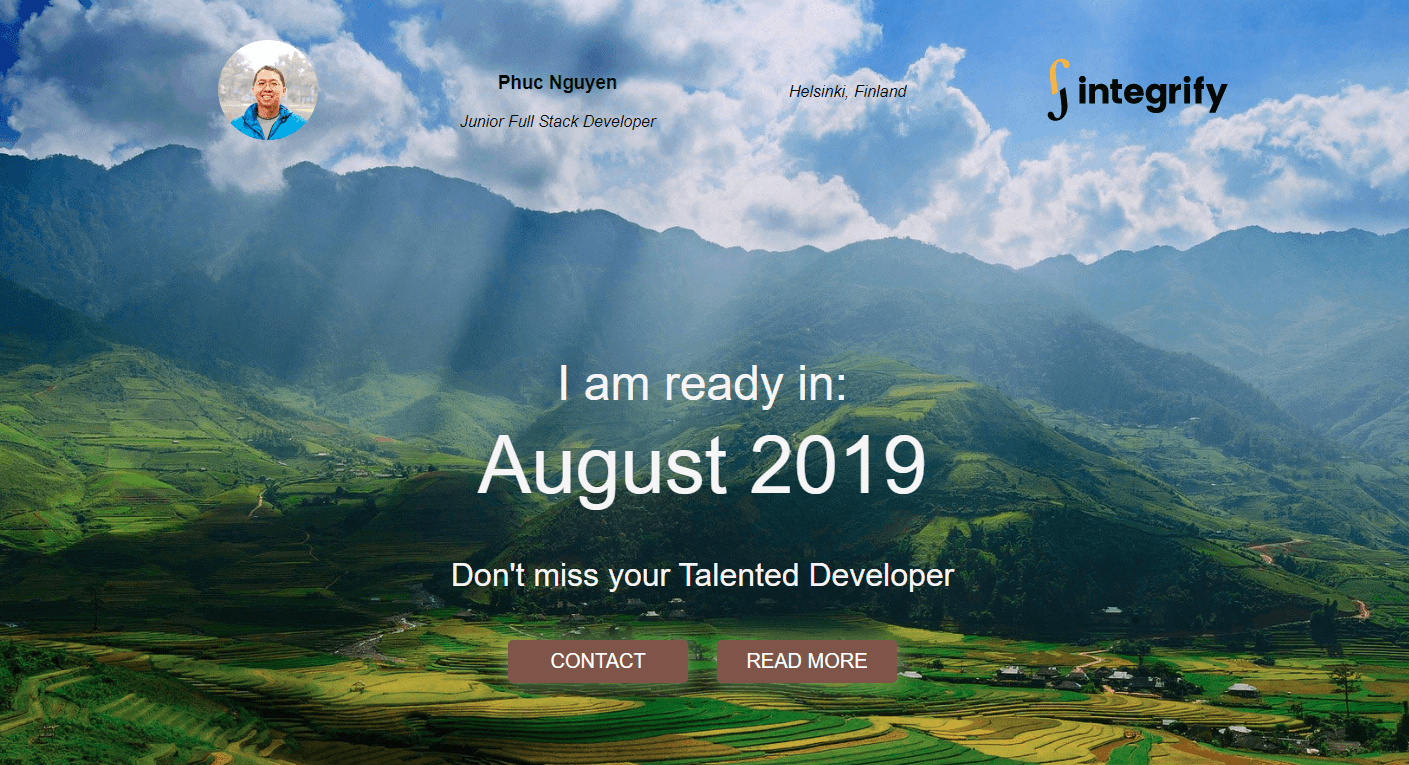 Phuc Nguyen
Junior Full Stack Developer
Helsinki, Finland
integrify
I am ready in:
August 2019
Don't miss your Talented Developer
CONTACT
READ MORE